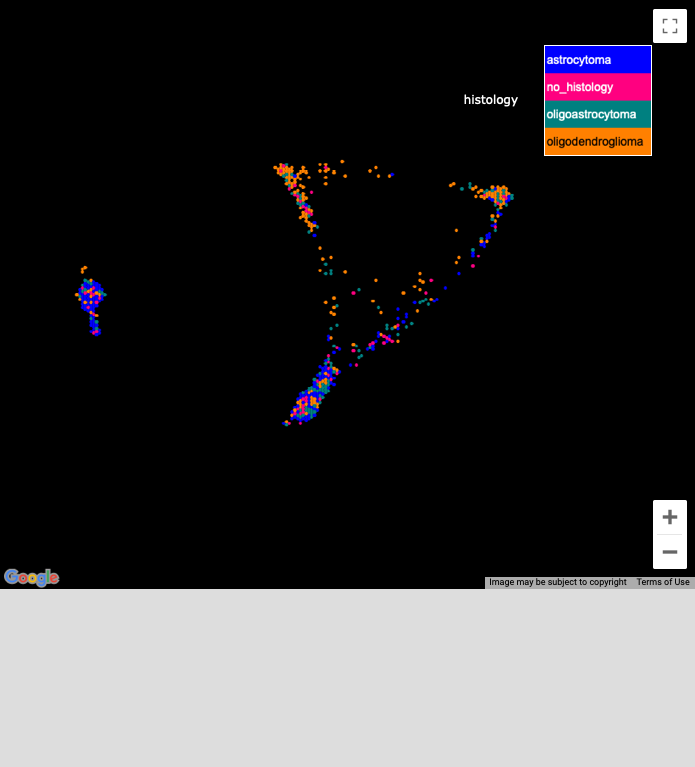 histology
astrocytoma
no_histology
oligoastrocytoma
oligodendroglioma
Google
Image may be subject to copyright Terms of Use